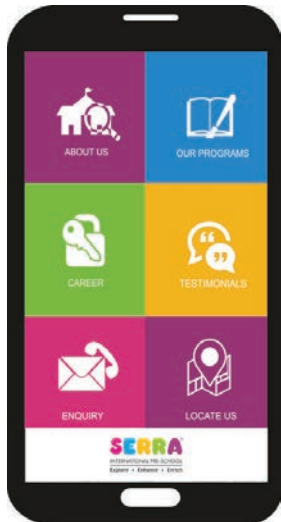 ABOUT US
OUR PROGRAMS
CAREER
TESTIMONIALS
ENQUIRY
LOCATE US
SERRA
INTERNATIONAL PRE-SCHOOL
Explore • Enhance • Enrich